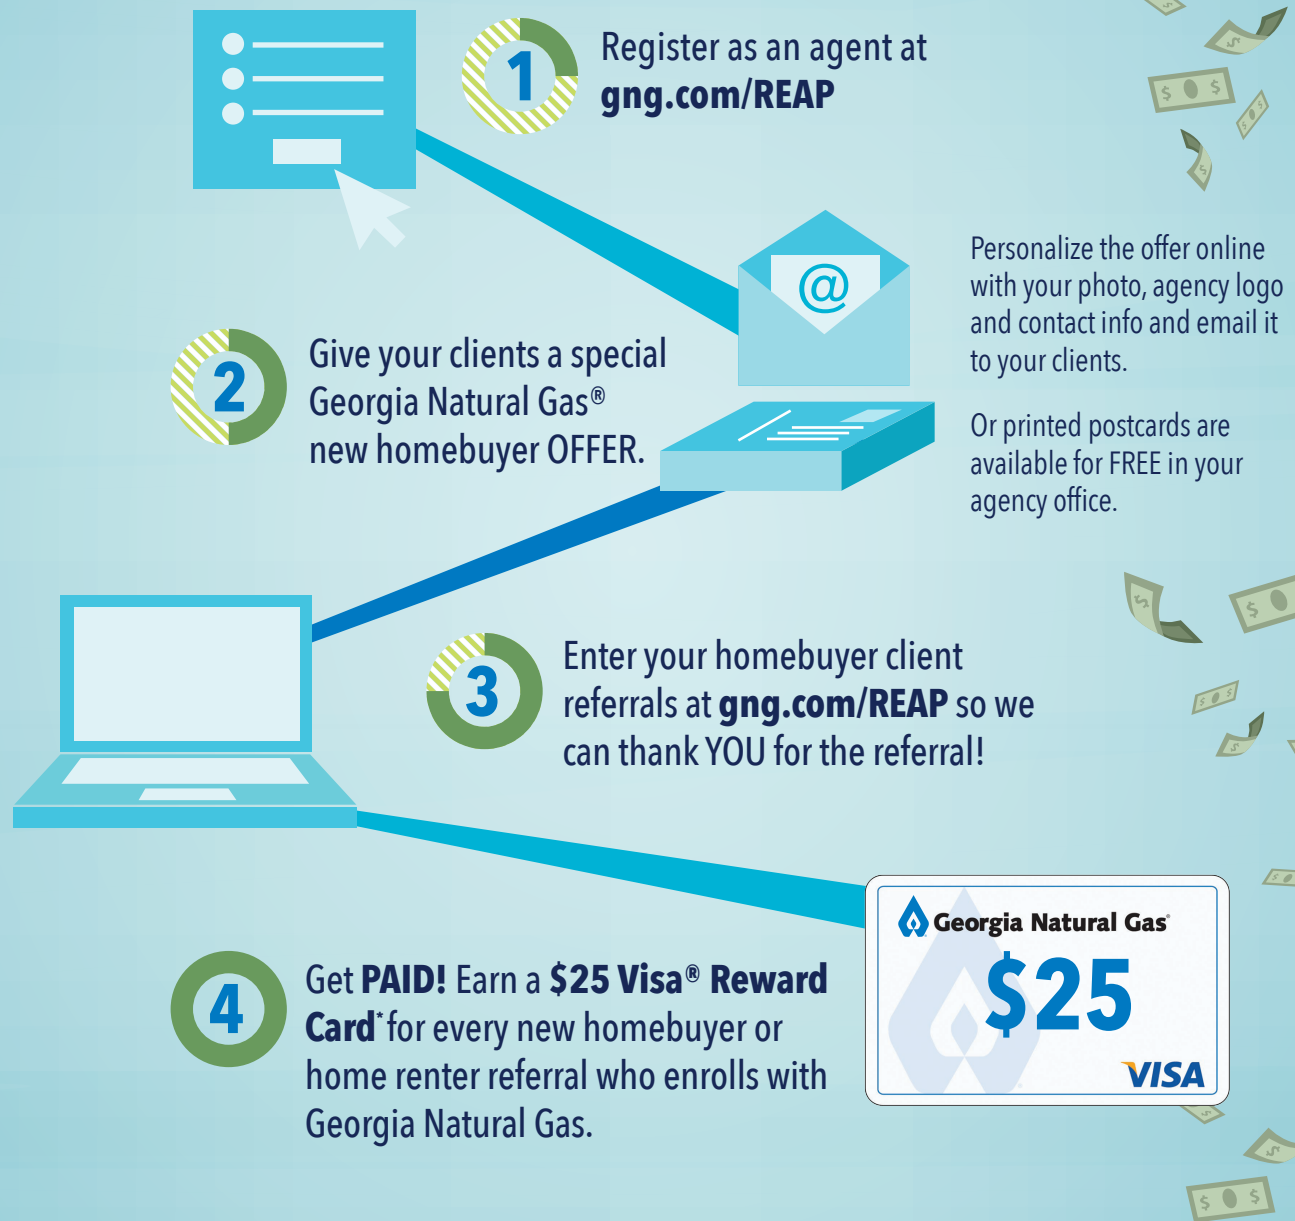 1
Register as an agent at
gng.com/REAP
@
Personalize the offer online
with your photo, agency logo
and contact info and email it
to your clients.
Or printed postcards are
available for FREE in your
agency office.
2
Give your clients a special
Georgia Natural Gas®
new homebuyer OFFER.
3
Enter your homebuyer client
referrals at gng.com/REAP so we
can thank YOU for the referral!
4
Get PAID! Earn a $25 Visa® Reward
Card* for every new homebuyer or
home renter referral who enrolls with
Georgia Natural Gas.
Georgia Natural Gas®
$25
VISA